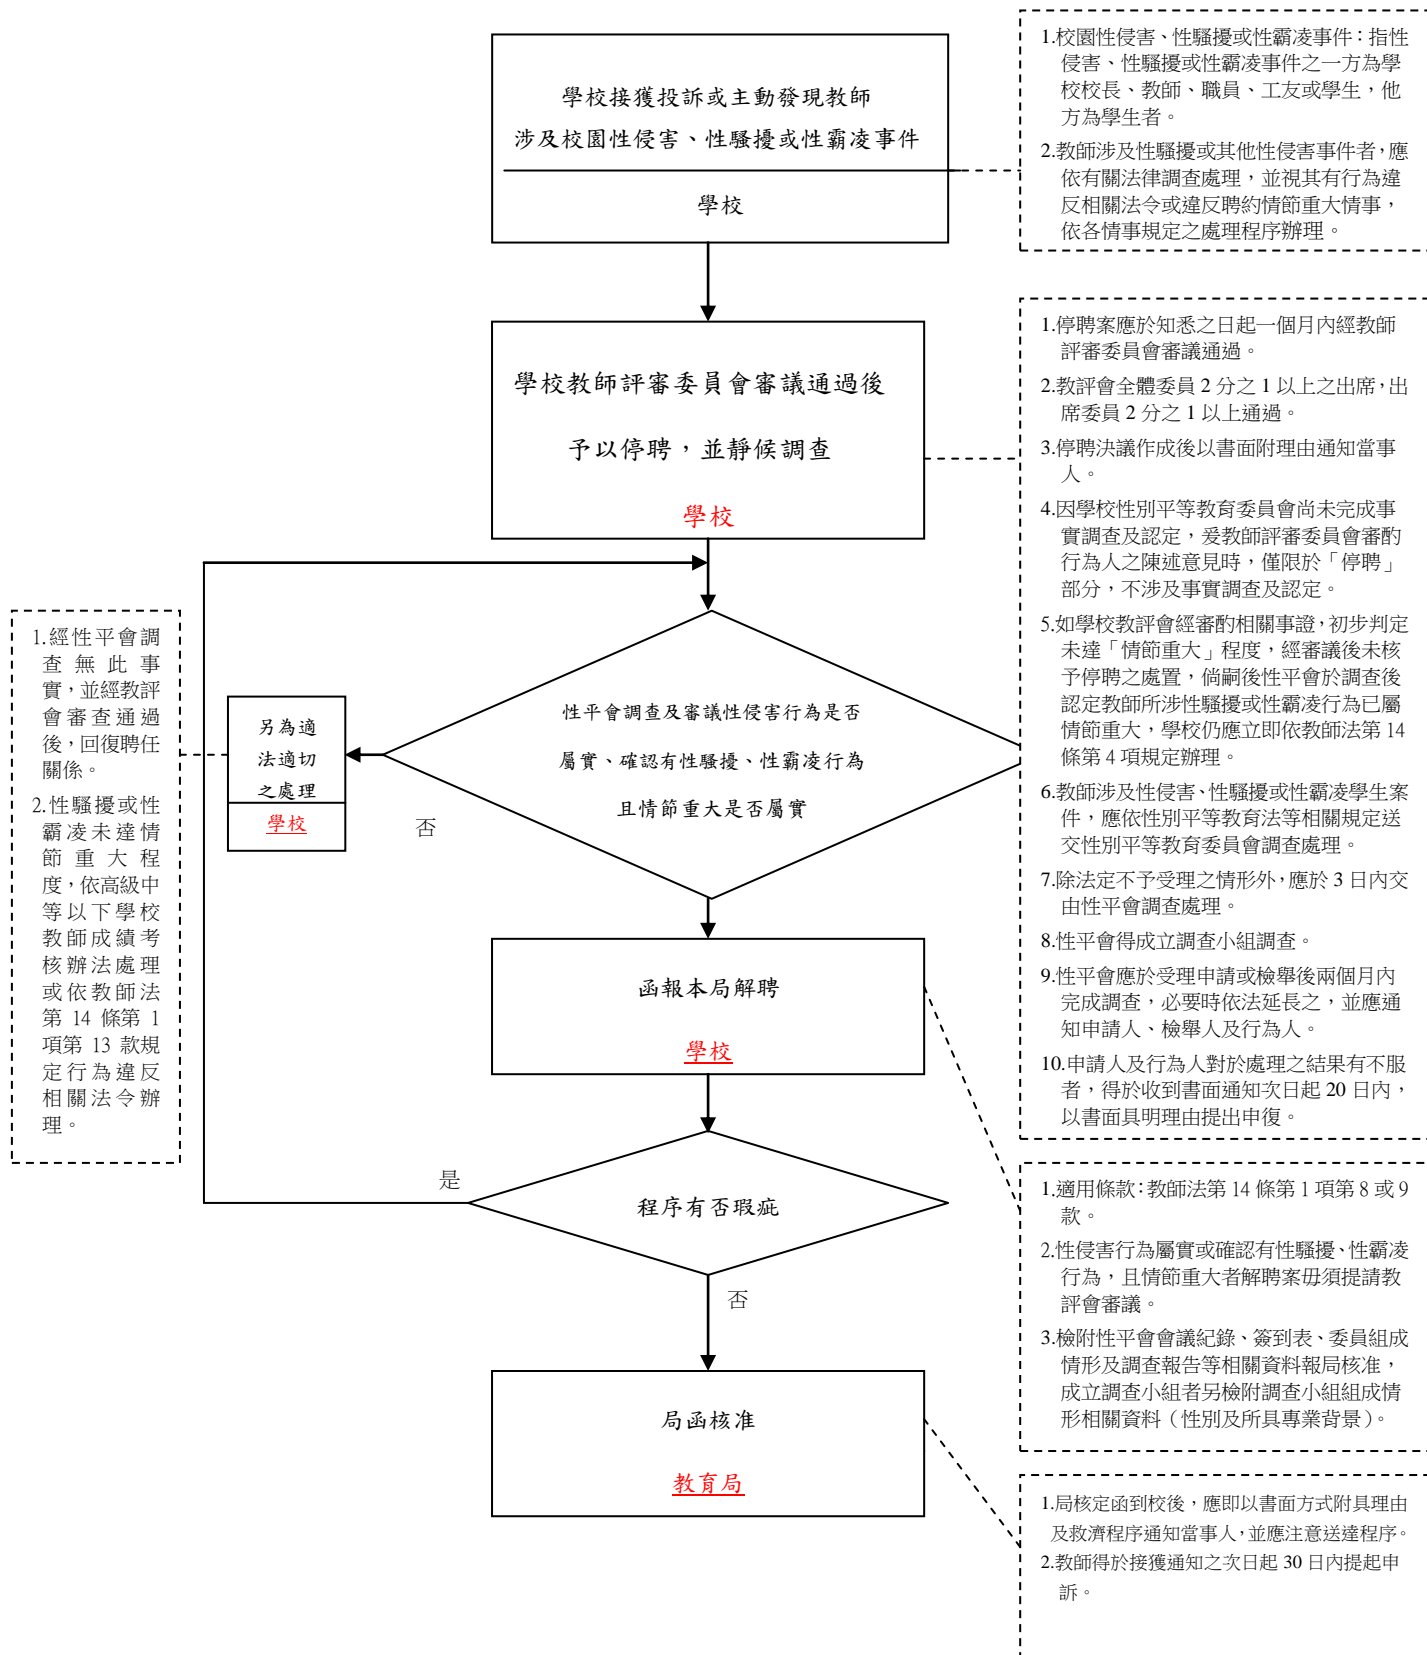 學校接獲投訴或主動發現教師
涉及校園性侵害、性騷擾或性霸凌事件
學校
1.校園性侵害、性騷擾或性霸凌事件：指性
侵害、性騷擾或性霸凌事件之一方為學
校校長、教師、職員、工友或學生，他
方為學生者。
2.教師涉及性騷擾或其他性侵害事件者，應
依有關法律調查處理，並視其有行為違
反相關法令或違反聘約情節重大情事，
依各情事規定之處理程序辦理。
學校教師評審委員會審議通過後
予以停聘，並靜候調查
學校
1.停聘案應於知悉之日起一個月內經教師
評審委員會審議通過。
2.教評會全體委員 2 分之 1 以上之出席，出
席委員 2 分之 1 以上通過。
3.停聘決議作成後以書面附理由通知當事
人。
4.因學校性別平等教育委員會尚未完成事
實調查及認定，爰教師評審委員會審酌
行為人之陳述意見時，僅限於「停聘」
部分，不涉及事實調查及認定。
5.如學校教評會經審酌相關事證，初步判定
未達「情節重大」程度，經審議後未核
予停聘之處置，倘嗣後性平會於調查後
認定教師所涉性騷擾或性霸凌行為已屬
情節重大，學校仍應立即依教師法第 14
條第 4 項規定辦理。
6.教師涉及性侵害、性騷擾或性霸凌學生案
件，應依性別平等教育法等相關規定送
交性別平等教育委員會調查處理。
7.除法定不予受理之情形外，應於 3 日內交
由性平會調查處理。
8.性平會得成立調查小組調查。
9.性平會應於受理申請或檢舉後兩個月內
完成調查，必要時依法延長之，並應通
知申請人、檢舉人及行為人。
10.申請人及行為人對於處理之結果有不服
者，得於收到書面通知次日起 20 日內，
以書面具明理由提出申復。
1.經性平會調
查無此事
實，並經教評
會審查通過
後，回復聘任
關係。
2.性騷擾或性
霸凌未達情
節重大程
度，依高級中
等以下學校
教師成績考
核辦法處理
或依教師法
第 14 條第 1
項第 13 款規
定行為違反
相關法令辦
理。
另為適
法適切
之處理
學校
否
性平會調查及審議性侵害行為是否
屬實、確認有性騷擾、性霸凌行為
且情節重大是否屬實
函報本局解聘
學校
是
程序有否瑕疵
否
1.適用條款：教師法第 14 條第 1 項第 8 或 9
款。
2.性侵害行為屬實或確認有性騷擾、性霸凌
行為，且情節重大者解聘案毋須提請教
評會審議。
3.檢附性平會會議紀錄、簽到表、委員組成
情形及調查報告等相關資料報局核准，
成立調查小組者另檢附調查小組組成情
形相關資料（性別及所具專業背景）。
局函核准
教育局
1.局核定函到校後，應即以書面方式附具理由
及救濟程序通知當事人，並應注意送達程序。
2.教師得於接獲通知之次日起 30 日內提起申
訴。